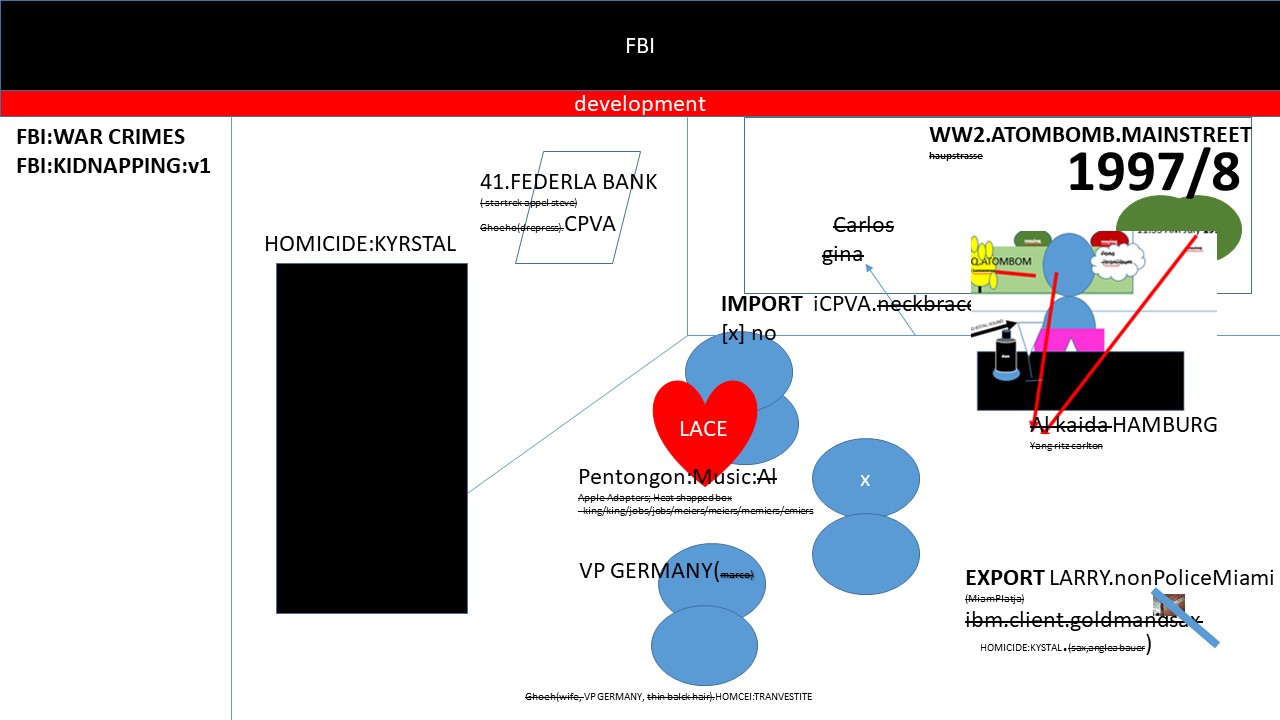 FBI
development
FBI:WAR CRIMES
FBI:KIDNAPPING:v1
HOMICIDE:KYRSTAL
41.FEDERLA BANK
( startrek appel steve)
Ghoeho(drepress).CPVA
WW2.ATOMBOMB.MAINSTREET
haupstrasse
1997/8
Carlos
gina
IMPORT iCPVA.neckbrace
[x] no
ATOMBOM
LACE
Al kaida HAMBURG
Yang ritz carlton
Pentongon:Music:Al
Apple Adapters; Heat shapped box
-king/king/jobs/jobs/meiers/meiers/memiers/emiers
x
VP GERMANY(marco)
EXPORT LARRY.nonPoliceMiami
(MiamPlatja)
ibm.client.goldmandsax
HOMICIDE:KYSTAL.(sax,anglea bauer)
Ghoeh(wife, VP GERMANY, thin balck hair).HOMCEI:TRANVESTITE